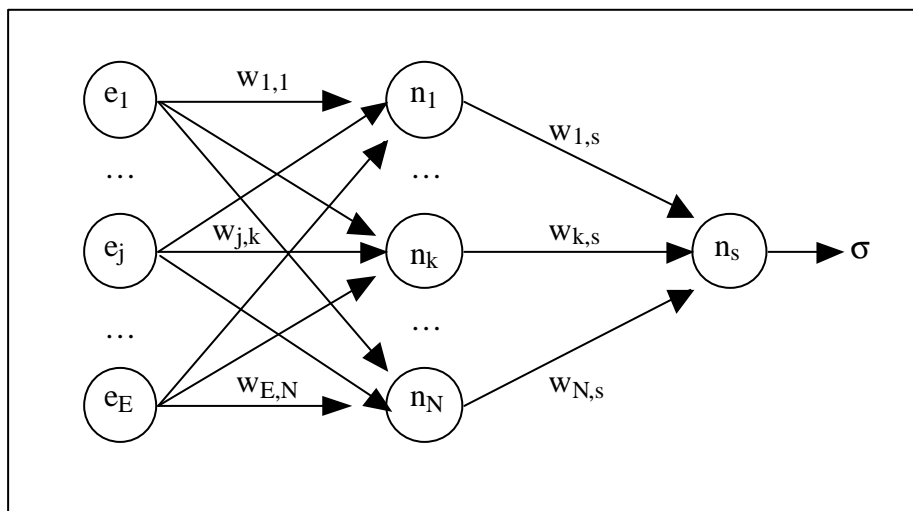 e1 w1,1 n1
w1,s
... ...
ej wj,k nk wk,s ns σ
... ...
eE wE,N nN wN,s